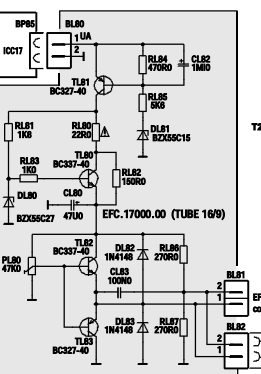 BP85
BL80
1 UA
ICC17
2
RL84
470R0
CL82
1MI0
TL81
BC327-40
RL85
5K6
RL81
1K8
RL80
22R0
DL81
BZX55C15
TL80
BC337-40
RL83
1K0
RL82
150R0
DL80
BZX55C27
CL80
47U0
EFC.17000.00 (TUBE 16/9)
TL82
BC337-40
DL82
1N4148
RL86
270R0
PL80
47K0
CL83
100N0
BL81
2
1
DL83
1N4148
RL87
270R0
BL82
2
1
TL83
BC327-40